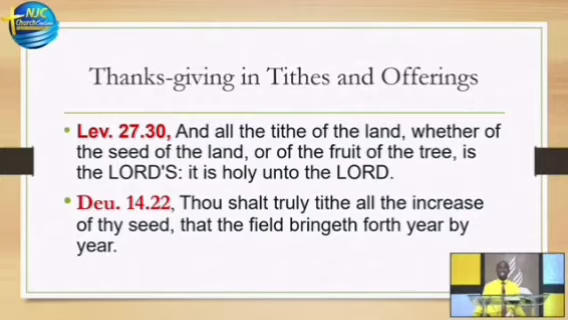 NJC
Church Online
Thanks-giving in Tithes and Offerings
• Lev. 27.30, And all the tithe of the land, whether of
the seed of the land, or of the fruit of the tree, is
the LORD'S: it is holy unto the LORD.
• Deu. 14.22, Thou shalt truly tithe all the increase
of thy seed, that the field bringeth forth year by
year.